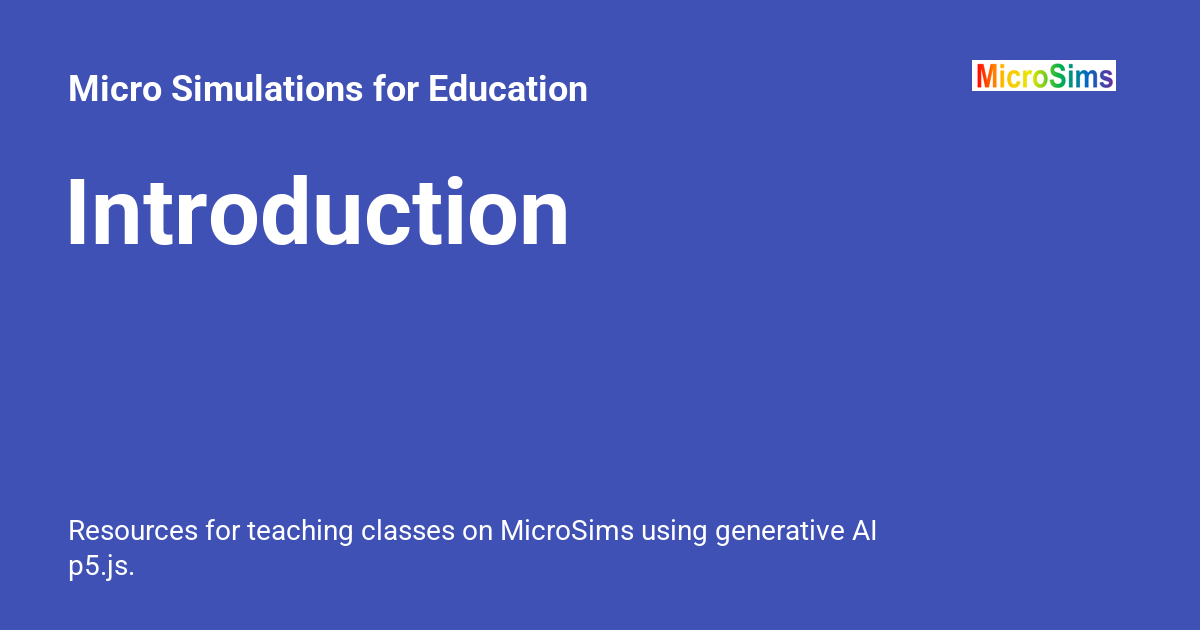 Micro Simulations for Education
MicroSims
Introduction
Resources for teaching classes on MicroSims using generative AI
p5.js.